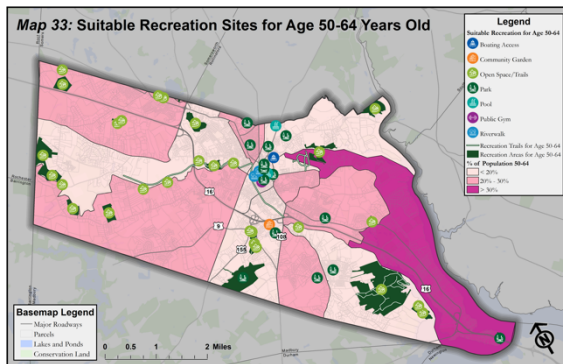 Map 33: Suitable Recreation Sites for Age 50-64 Years Old
Legend
Suitable Recreation for Age 50-64
Boating Access
Community Garden
Open Space/Trails
Park
Pool
Public Gym
Riverwalk
Recreation Trails for Age 50-64
Recreation Areas for Age 50-64
% of Population 50-64
< 20%
20% - 30%
> 30%
16
9
155
108
16
Basemap Legend
Major Roadways
Parcels
Lakes and Ponds
Conservation Land
0 0.5 1 2 Miles
N